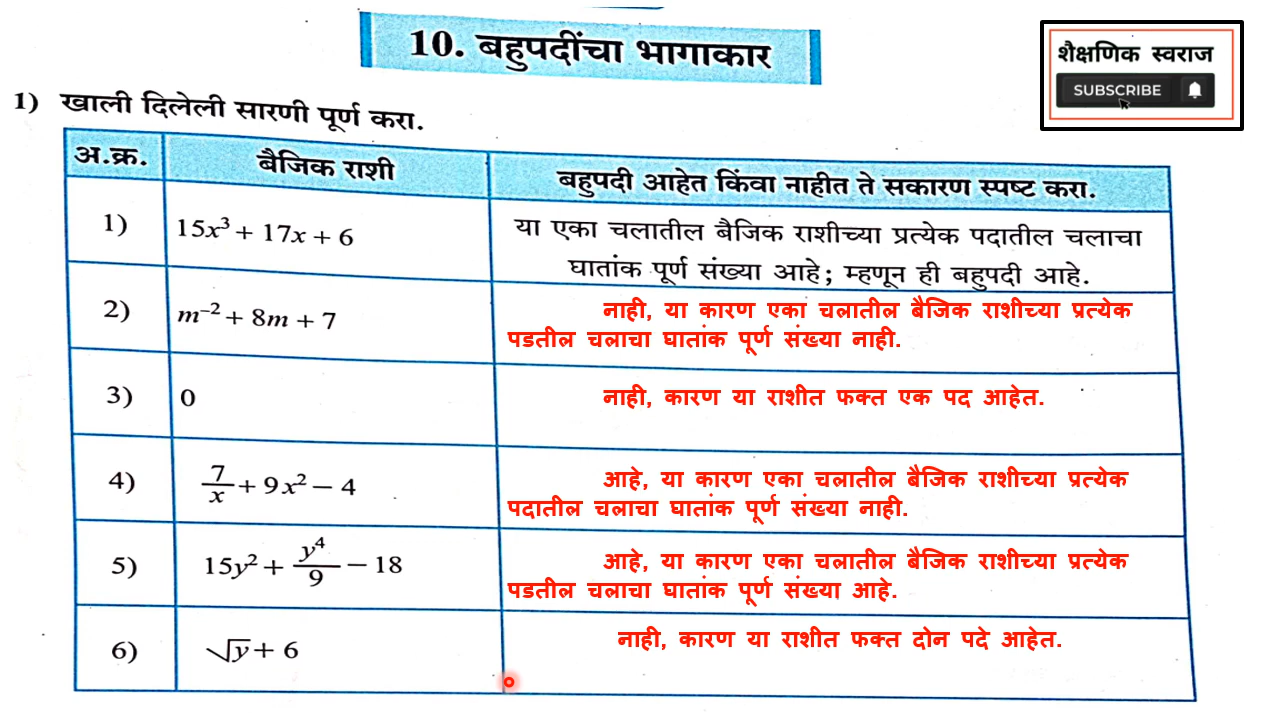 10. बहुपदींचा भागाकार
शैक्षणिक स्वराज
SUBSCRIBE
1) खाली दिलेली सारणी पूर्ण करा.
अ.क्र. बैजिक राशी बहुपदी आहेत किंवा नाहीत ते सकारण स्पष्ट करा.
1) 15x³ + 17x + 6 या एका चलातील बैजिक राशीच्या प्रत्येक पदातील चलाचा
घातांक पूर्ण संख्या आहे; म्हणून ही बहुपदी आहे.
2) m⁻² + 8m + 7 नाही, या कारण एका चलातील बैजिक राशीच्या प्रत्येक
पडतील चलाचा घातांक पूर्ण संख्या नाही.
3) 0 नाही, कारण या राशीत फक्त एक पद आहेत.
4) 7/x + 9x² – 4 आहे, या कारण एका चलातील बैजिक राशीच्या प्रत्येक
पदातील चलाचा घातांक पूर्ण संख्या नाही.
5) 15y² + y⁴/9 – 18 आहे, या कारण एका चलातील बैजिक राशीच्या प्रत्येक
पडतील चलाचा घातांक पूर्ण संख्या आहे.
6) √y + 6 नाही, कारण या राशीत फक्त दोन पदे आहेत.